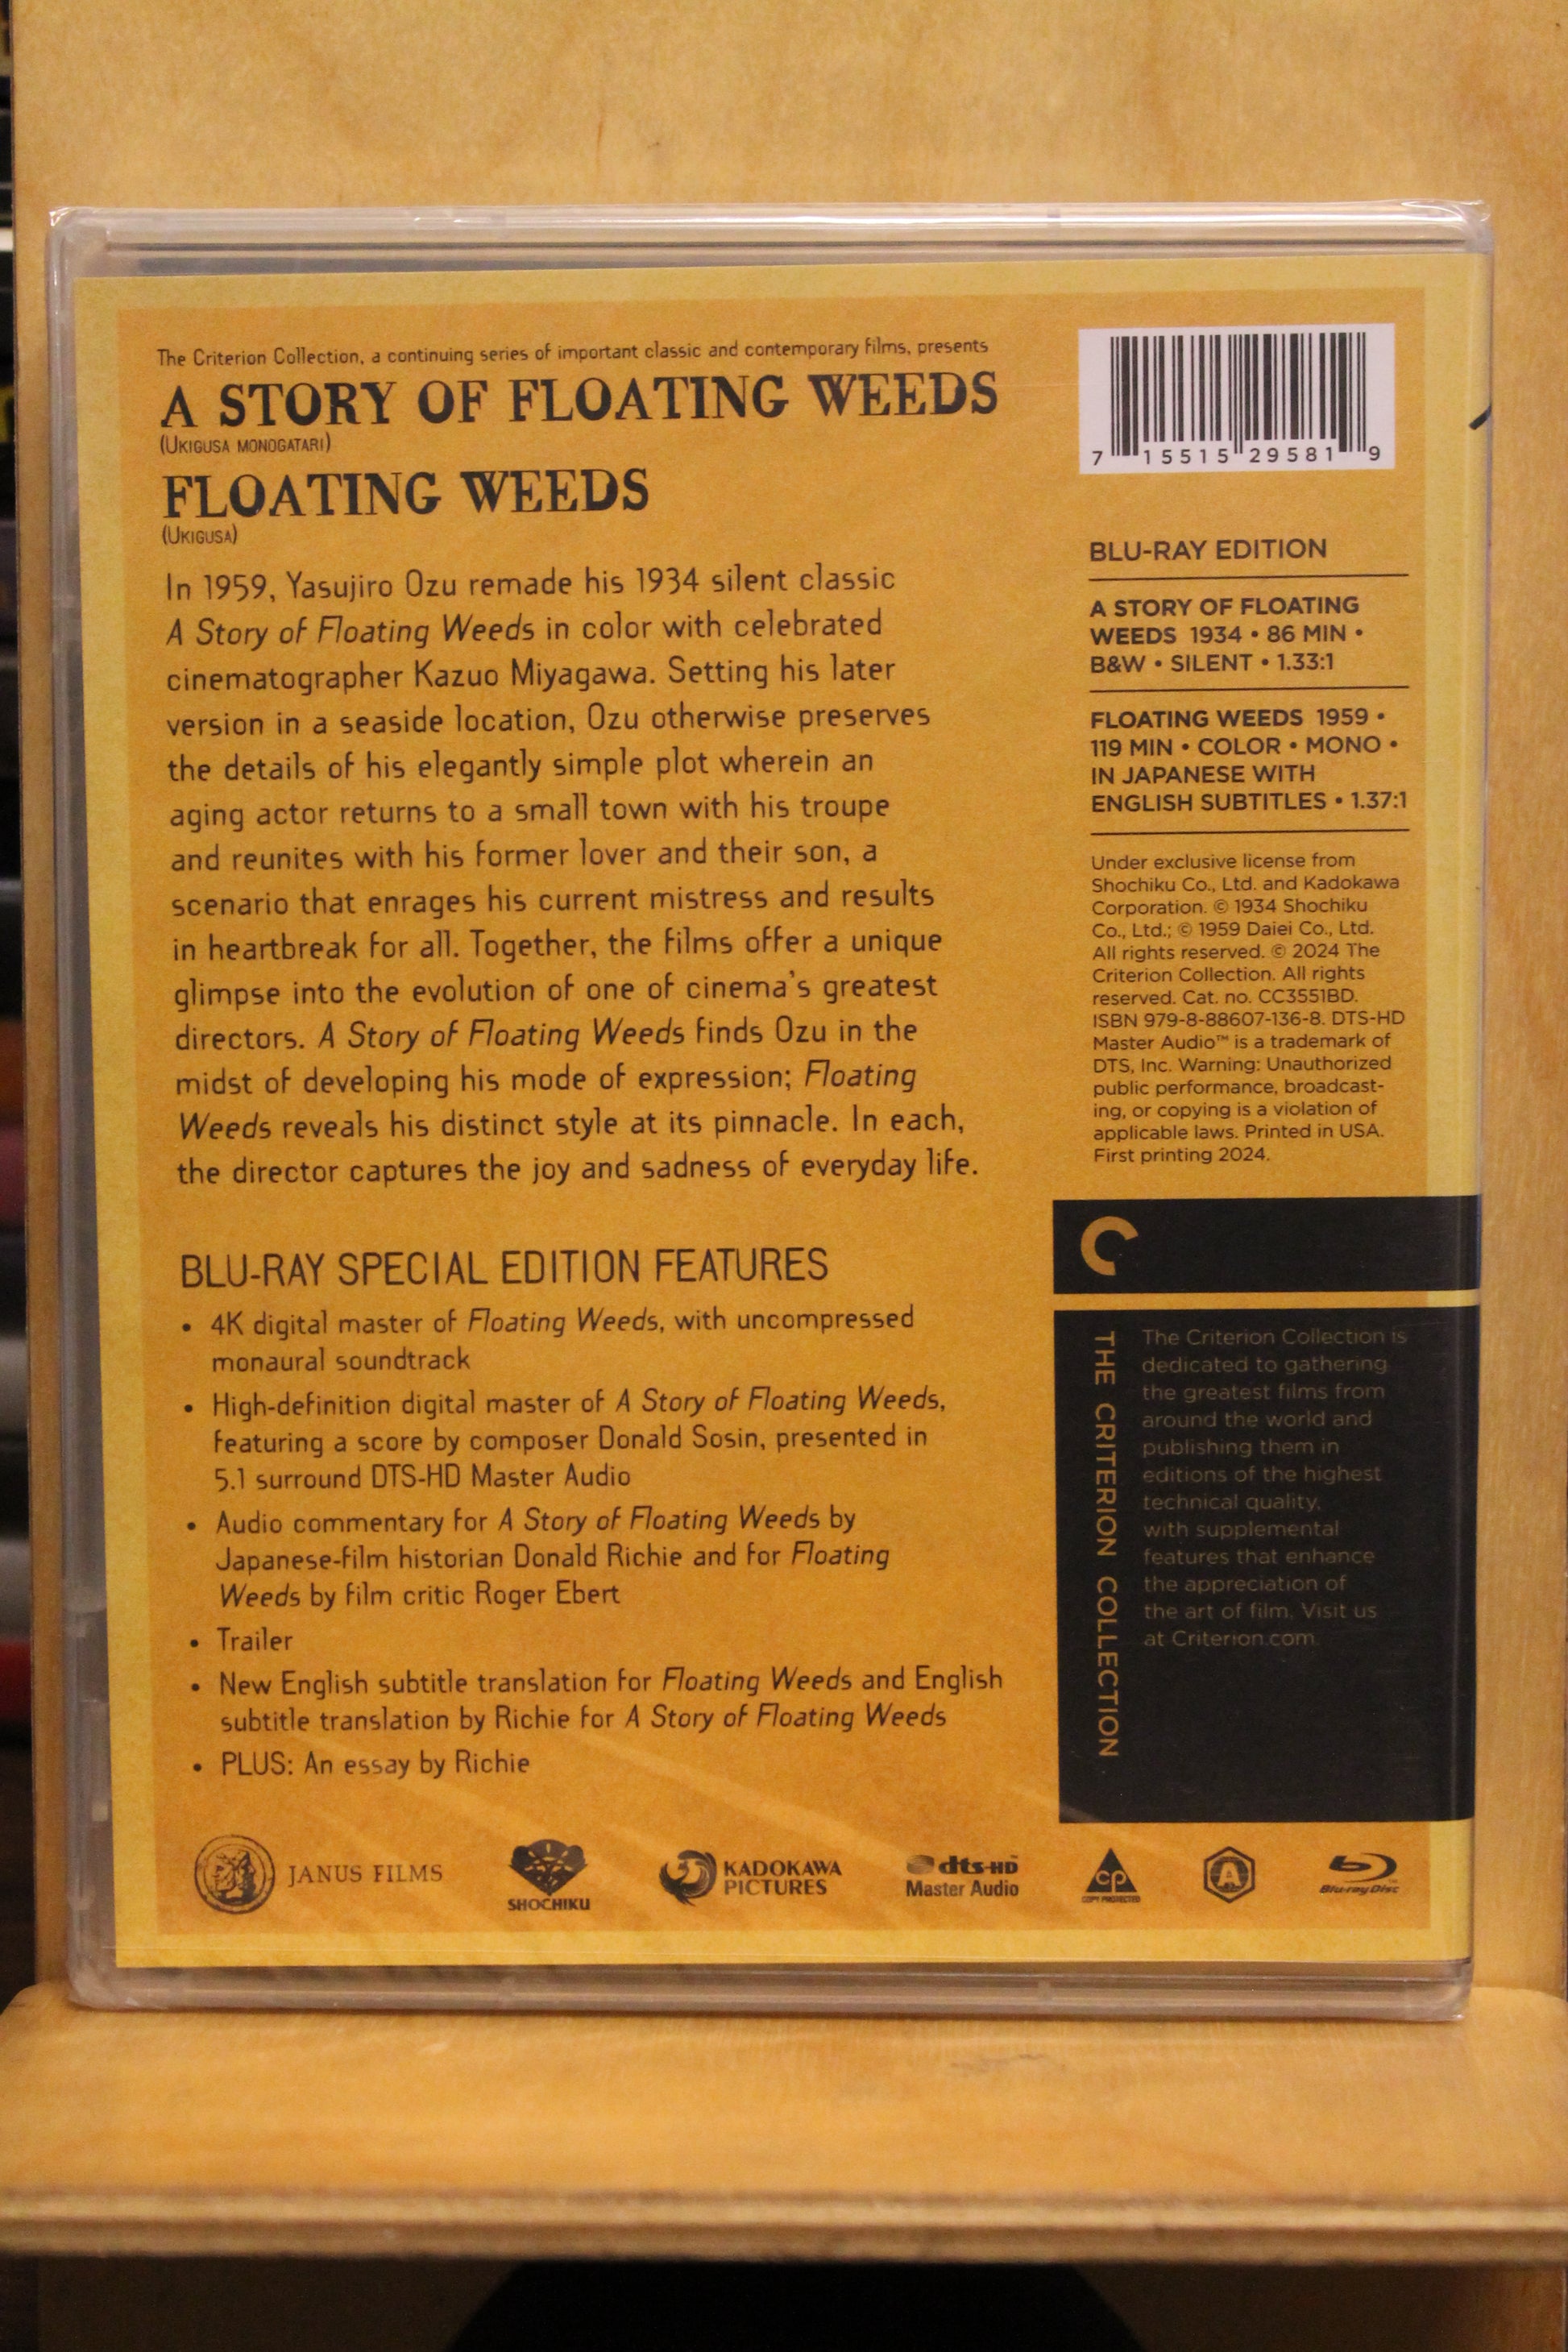 The Criterion Collection, a continuing series of important classic and contemporary films, presents
A STORY OF FLOATING WEEDS
(UKIGUSA MONOGATARI)
FLOATING WEEDS
(UKIGUSA)
In 1959, Yasujiro Ozu remade his 1934 silent classic
A Story of Floating Weeds in color with celebrated
cinematographer Kazuo Miyagawa. Setting his later
version in a seaside location, Ozu otherwise preserves
the details of his elegantly simple plot wherein an
aging actor returns to a small town with his troupe
and reunites with his former lover and their son, a
scenario that enrages his current mistress and results
in heartbreak for all. Together, the films offer a unique
glimpse into the evolution of one of cinema's greatest
directors. A Story of Floating Weeds finds Ozu in the
midst of developing his mode of expression; Floating
Weeds reveals his distinct style at its pinnacle. In each,
the director captures the joy and sadness of everyday life.
BLU-RAY SPECIAL EDITION FEATURES
• 4K digital master of Floating Weeds, with uncompressed
monaural soundtrack
• High-definition digital master of A Story of Floating Weeds,
featuring a score by composer Donald Sosin, presented in
5.1 surround DTS-HD Master Audio
• Audio commentary for A Story of Floating Weeds by
Japanese-film historian Donald Richie and for Floating
Weeds by film critic Roger Ebert
• Trailer
• New English subtitle translation for Floating Weeds and English
subtitle translation by Richie for A Story of Floating Weeds
• PLUS: An essay by Richie
7 15515 29581 9
BLU-RAY EDITION
A STORY OF FLOATING
WEEDS 1934 • 86 MIN •
B&W • SILENT • 1.33:1
FLOATING WEEDS 1959 •
119 MIN • COLOR • MONO •
IN JAPANESE WITH
ENGLISH SUBTITLES • 1.37:1
Under exclusive license from
Shochiku Co., Ltd. and Kadokawa
Corporation. © 1934 Shochiku
Co., Ltd.; © 1959 Daiei Co., Ltd.
All rights reserved. © 2024 The
Criterion Collection. All rights
reserved. Cat. no. CC3551BD.
ISBN 979-8-88607-136-8. DTS-HD
Master Audio™ is a trademark of
DTS, Inc. Warning: Unauthorized
public performance, broadcast-
ing, or copying is a violation of
applicable laws. Printed in USA.
First printing 2024.
THE CRITERION COLLECTION
The Criterion Collection is
dedicated to gathering
the greatest films from
around the world and
publishing them in
editions of the highest
technical quality,
with supplemental
features that enhance
the appreciation of
the art of film. Visit us
at Criterion.com.
JANUS FILMS
SHOCHIKU
KADOKAWA
PICTURES
dts-HD
Master Audio
cp
COPY PROTECTED
A
Blu-ray Disc